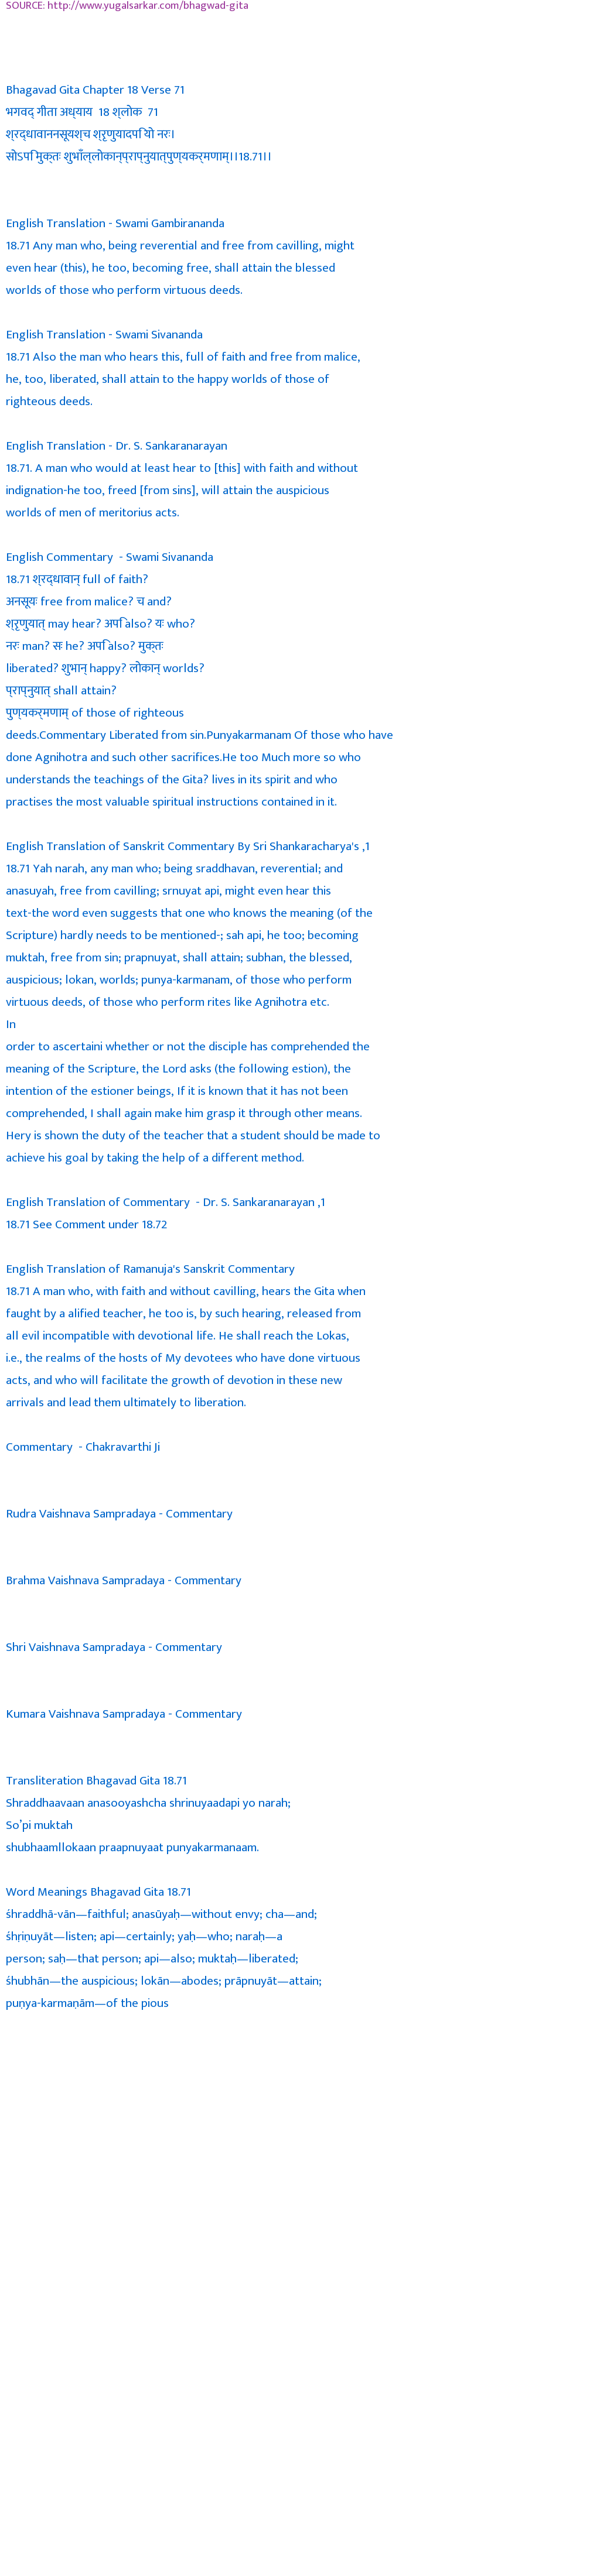 SOURCE: http://www.yugalsarkar.com/bhagwad-gita
Bhagavad Gita Chapter 18 Verse 71
भगवद् गीता अध्याय 18 श्लोक 71
श्रद्धावाननसूयश्च श्रृणुयादपि यो नरः।
सोऽपि मुक्तः शुभाँल्लोकान्प्राप्नुयात्पुण्यकर्मणाम्।।18.71।।
English Translation - Swami Gambirananda
18.71 Any man who, being reverential and free from cavilling, might
even hear (this), he too, becoming free, shall attain the blessed
worlds of those who perform virtuous deeds.
English Translation - Swami Sivananda
18.71 Also the man who hears this, full of faith and free from malice,
he, too, liberated, shall attain to the happy worlds of those of
righteous deeds.
English Translation - Dr. S. Sankaranarayan
18.71. A man who would at least hear to [this] with faith and without
indignation-he too, freed [from sins], will attain the auspicious
worlds of men of meritorius acts.
English Commentary - Swami Sivananda
18.71 श्रद्धावान् full of faith?
अनसूयः free from malice? च and?
श्रृणुयात् may hear? अपि also? यः who?
नरः man? सः he? अपि also? मुक्तः
liberated? शुभान् happy? लोकान् worlds?
प्राप्नुयात् shall attain?
पुण्यकर्मणाम् of those of righteous
deeds.Commentary Liberated from sin.Punyakarmanam Of those who have
done Agnihotra and such other sacrifices.He too Much more so who
understands the teachings of the Gita? lives in its spirit and who
practises the most valuable spiritual instructions contained in it.
English Translation of Sanskrit Commentary By Sri Shankaracharya's ,1
18.71 Yah narah, any man who; being sraddhavan, reverential; and
anasuyah, free from cavilling; srnuyat api, might even hear this
text-the word even suggests that one who knows the meaning (of the
Scripture) hardly needs to be mentioned-; sah api, he too; becoming
muktah, free from sin; prapnuyat, shall attain; subhan, the blessed,
auspicious; lokan, worlds; punya-karmanam, of those who perform
virtuous deeds, of those who perform rites like Agnihotra etc.
In
order to ascertaini whether or not the disciple has comprehended the
meaning of the Scripture, the Lord asks (the following estion), the
intention of the estioner beings, If it is known that it has not been
comprehended, I shall again make him grasp it through other means.
Hery is shown the duty of the teacher that a student should be made to
achieve his goal by taking the help of a different method.
English Translation of Commentary - Dr. S. Sankaranarayan ,1
18.71 See Comment under 18.72
English Translation of Ramanuja's Sanskrit Commentary
18.71 A man who, with faith and without cavilling, hears the Gita when
faught by a alified teacher, he too is, by such hearing, released from
all evil incompatible with devotional life. He shall reach the Lokas,
i.e., the realms of the hosts of My devotees who have done virtuous
acts, and who will facilitate the growth of devotion in these new
arrivals and lead them ultimately to liberation.
Commentary - Chakravarthi Ji
Rudra Vaishnava Sampradaya - Commentary
Brahma Vaishnava Sampradaya - Commentary
Shri Vaishnava Sampradaya - Commentary
Kumara Vaishnava Sampradaya - Commentary
Transliteration Bhagavad Gita 18.71
Shraddhaavaan anasooyashcha shrinuyaadapi yo narah;
So’pi muktah
shubhaamllokaan praapnuyaat punyakarmanaam.
Word Meanings Bhagavad Gita 18.71
śhraddhā-vān—faithful; anasūyaḥ—without envy; cha—and;
śhṛiṇuyāt—listen; api—certainly; yaḥ—who; naraḥ—a
person; saḥ—that person; api—also; muktaḥ—liberated;
śhubhān—the auspicious; lokān—abodes; prāpnuyāt—attain;
puṇya-karmaṇām—of the pious